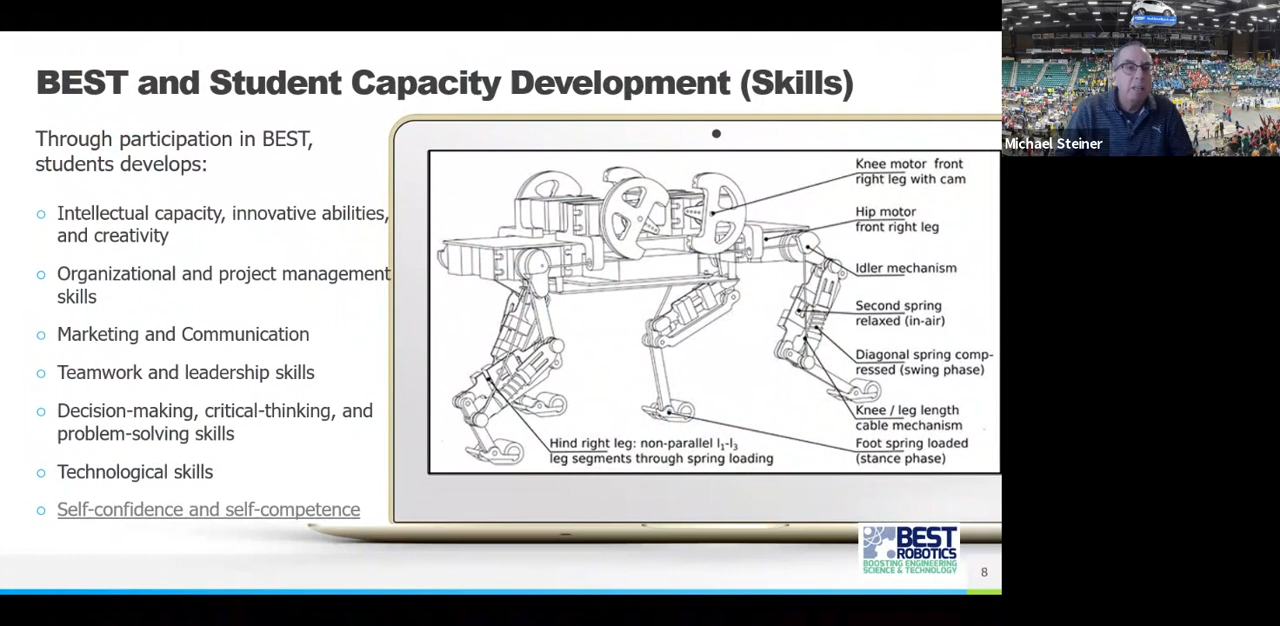 BEST and Student Capacity Development (Skills)
Through participation in BEST,
students develops:
Intellectual capacity, innovative abilities,
and creativity
Organizational and project management
skills
Marketing and Communication
Teamwork and leadership skills
Decision-making, critical-thinking, and
problem-solving skills
Technological skills
Self-confidence and self-competence
Knee motor front
right leg with cam
Hip motor
front right leg
Idler mechanism
Second spring
relaxed (in-air)
Diagonal spring comp-
ressed (swing phase)
Knee / leg length
cable mechanism
Foot spring loaded
(stance phase)
Hind right leg: non-parallel l₁-l₃
leg segments through spring loading
BEST
ROBOTICS
BOOSTING ENGINEERING
SCIENCE & TECHNOLOGY
8
Michael Steiner